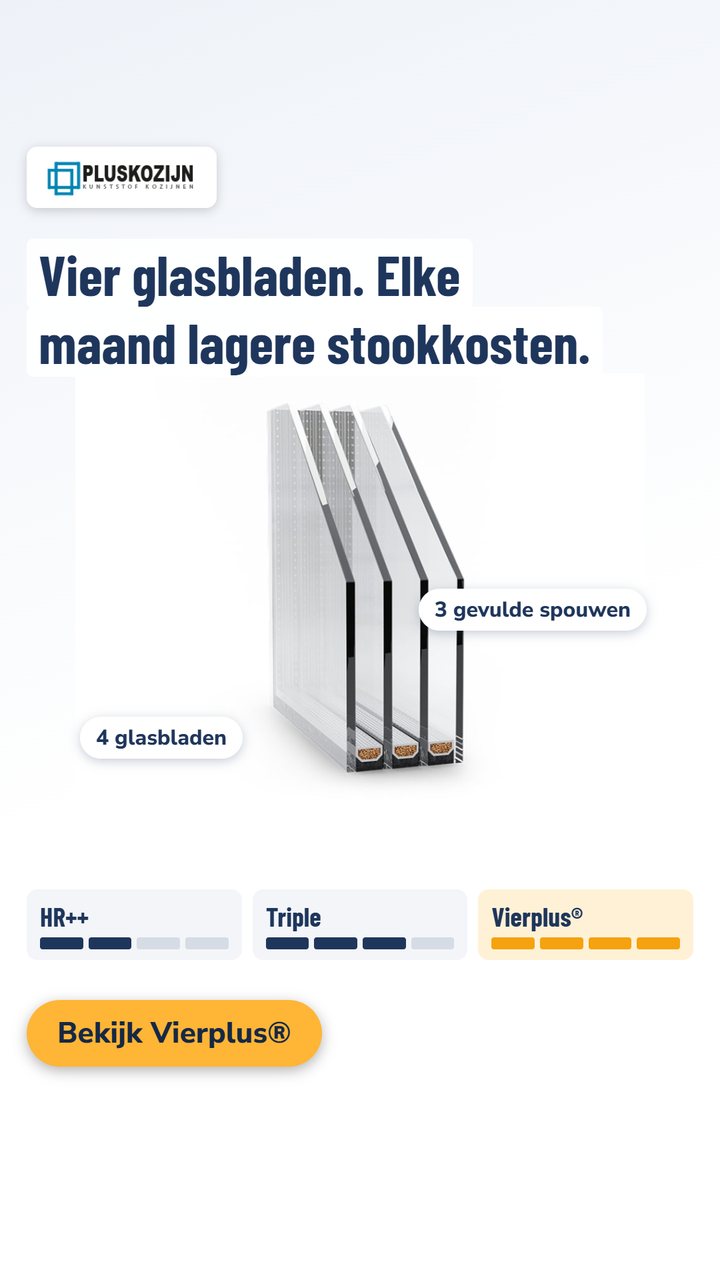 PLUSKOZIJN
KUNSTSTOF KOZIJNEN
Vier glasbladen. Elke
maand lagere stookkosten.
3 gevulde spouwen
4 glasbladen
HR++
Triple
Vierplus®
Bekijk Vierplus®